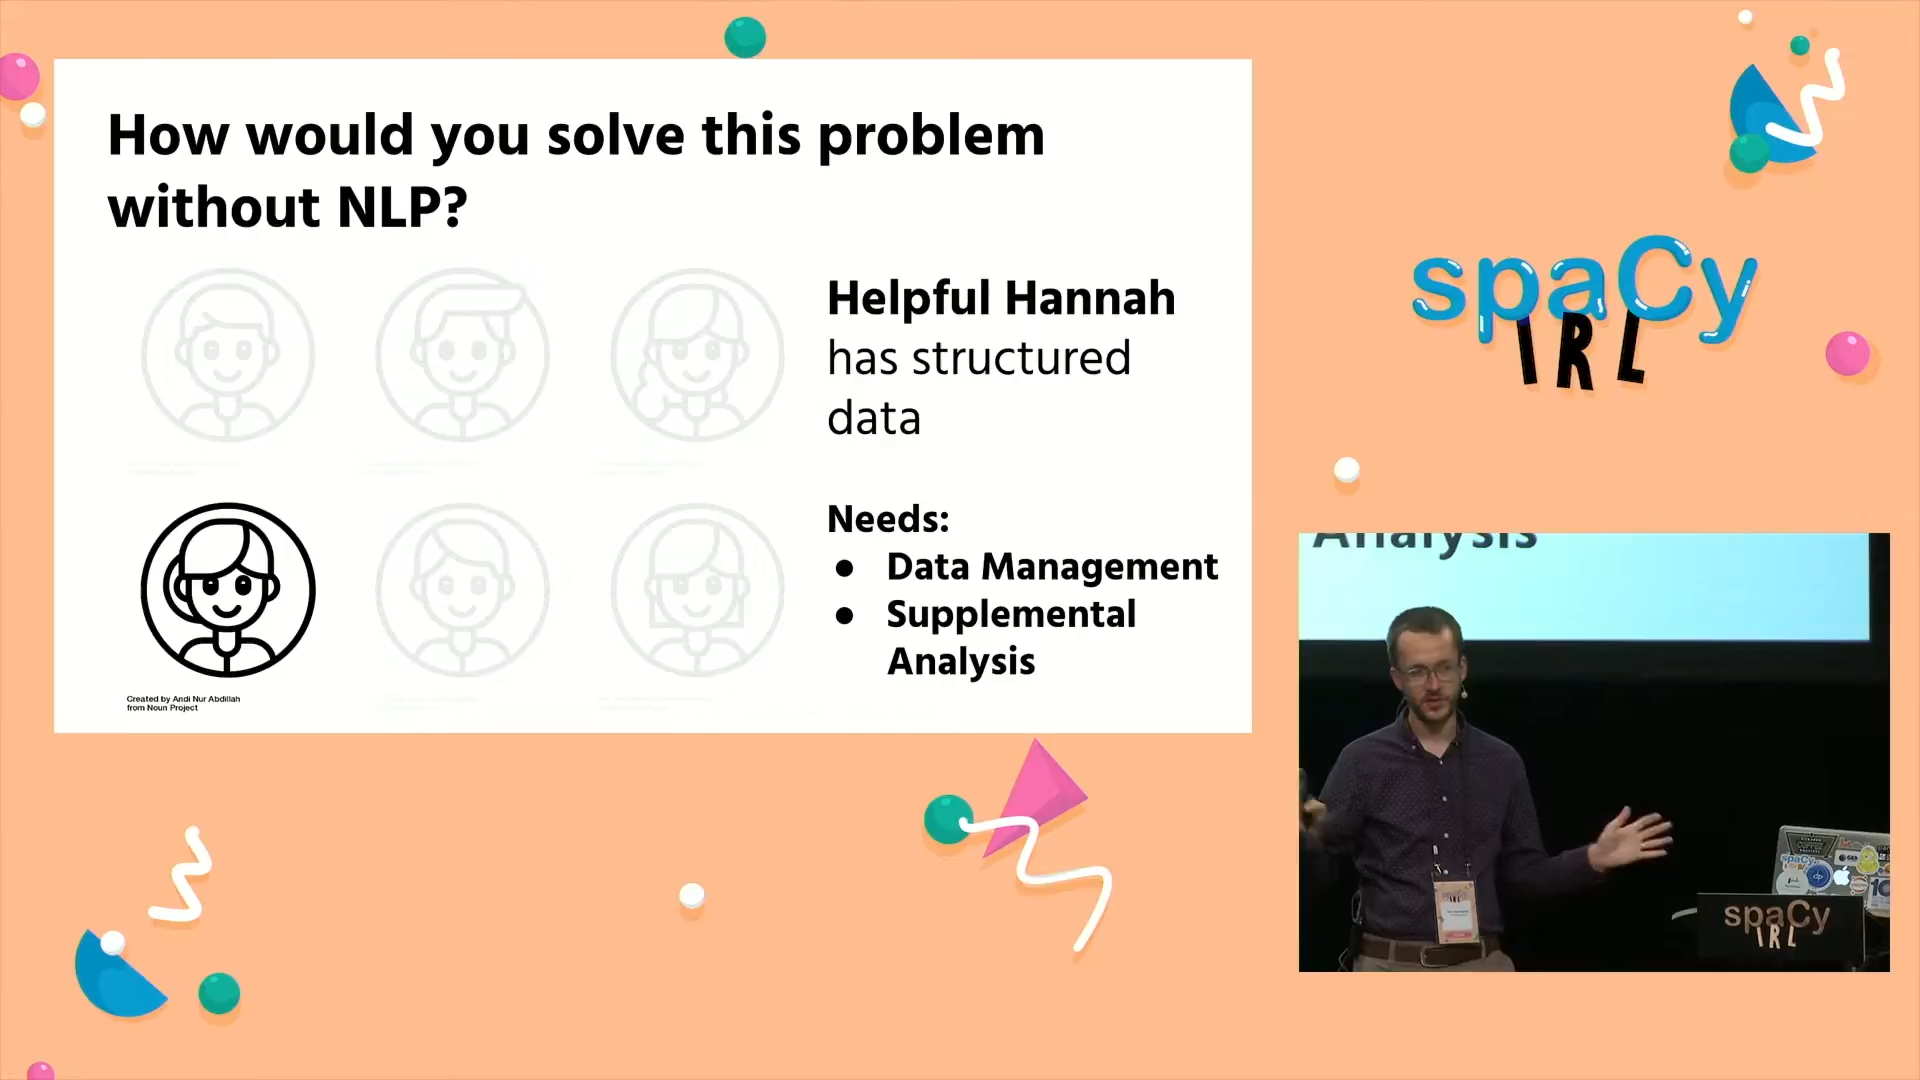 How would you solve this problem
without NLP?
Helpful Hannah
has structured
data
Needs:
● Data Management
● Supplemental
Analysis
Created by Andi Nur Abdillah
from Noun Project
spaCy
IRL
Analysis
spaCy
IRL